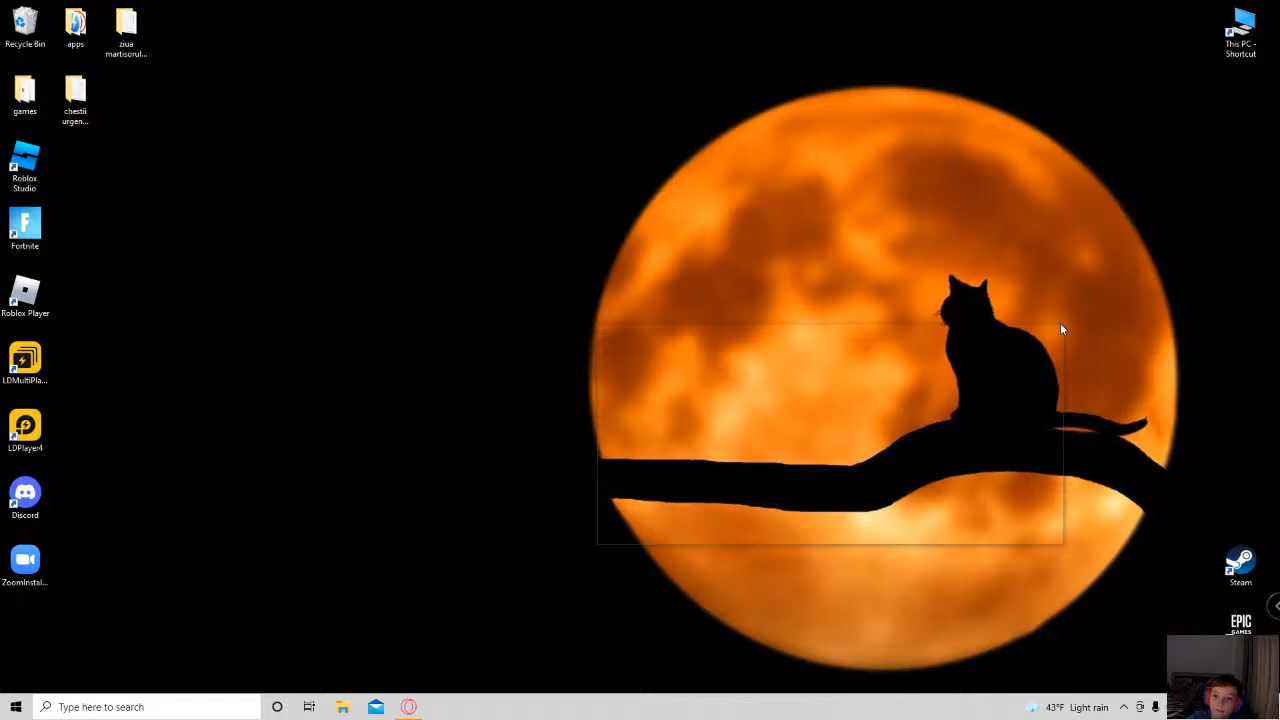 Recycle Bin
apps
ziua
martisorul...
This PC -
Shortcut
games
chestii
urgen...
Roblox
Studio
F
Fortnite
Roblox Player
LDMultiPla...
LDPlayer4
Discord
ZoomInstal...
Steam
EPIC
GAMES
Type here to search
43°F Light rain